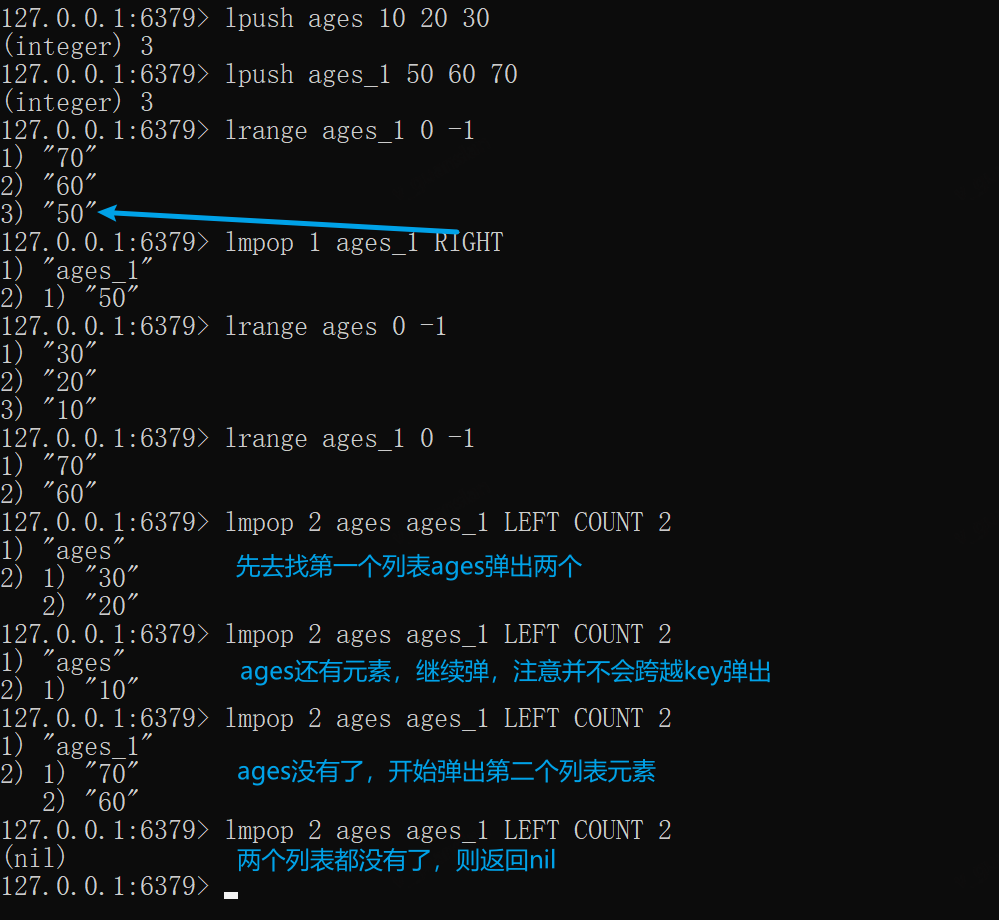 127.0.0.1:6379> lpush ages 10 20 30
(integer) 3
127.0.0.1:6379> lpush ages_1 50 60 70
(integer) 3
127.0.0.1:6379> lrange ages_1 0 -1
1) "70"
2) "60"
3) "50"
127.0.0.1:6379> lmpop 1 ages_1 RIGHT
1) "ages_1"
2) 1) "50"
127.0.0.1:6379> lrange ages 0 -1
1) "30"
2) "20"
3) "10"
127.0.0.1:6379> lrange ages_1 0 -1
1) "70"
2) "60"
127.0.0.1:6379> lmpop 2 ages ages_1 LEFT COUNT 2
1) "ages"
先去找第一个列表ages弹出两个
2) 1) "30"
   2) "20"
127.0.0.1:6379> lmpop 2 ages ages_1 LEFT COUNT 2
1) "ages"
ages还有元素，继续弹，注意并不会跨越key弹出
2) 1) "10"
127.0.0.1:6379> lmpop 2 ages ages_1 LEFT COUNT 2
1) "ages_1"
2) 1) "70"
ages没有了，开始弹出第二个列表元素
   2) "60"
127.0.0.1:6379> lmpop 2 ages ages_1 LEFT COUNT 2
(nil)
两个列表都没有了，则返回nil
127.0.0.1:6379>